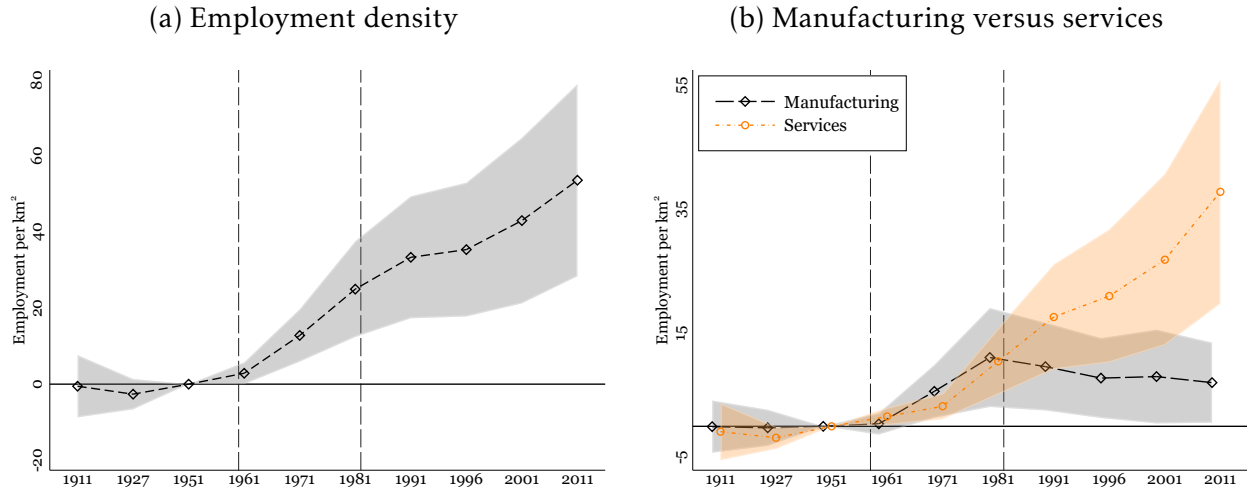 (a) Employment density
Employment per km²
80
60
40
20
0
-20
1911 1927 1951 1961 1971 1981 1991 1996 2001 2011
(b) Manufacturing versus services
Employment per km²
55
35
15
-5
Manufacturing
Services
1911 1927 1951 1961 1971 1981 1991 1996 2001 2011